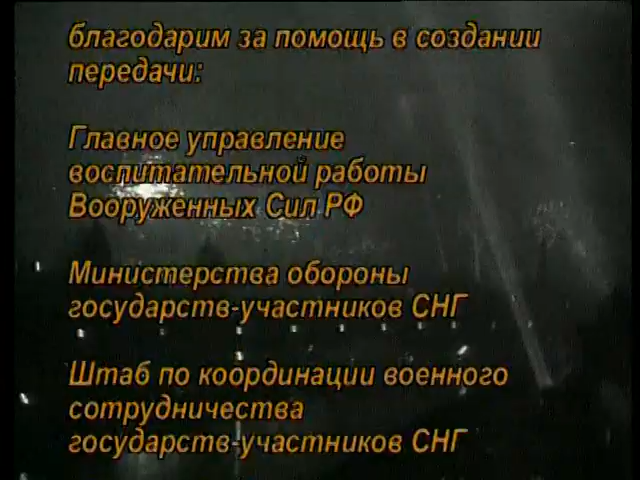 благодарим за помощь в создании
передачи:
Главное управление
воспитательной работы
Вооруженных Сил РФ
Министерства обороны
государств-участников СНГ
Штаб по координации военного
сотрудничества
государств-участников СНГ